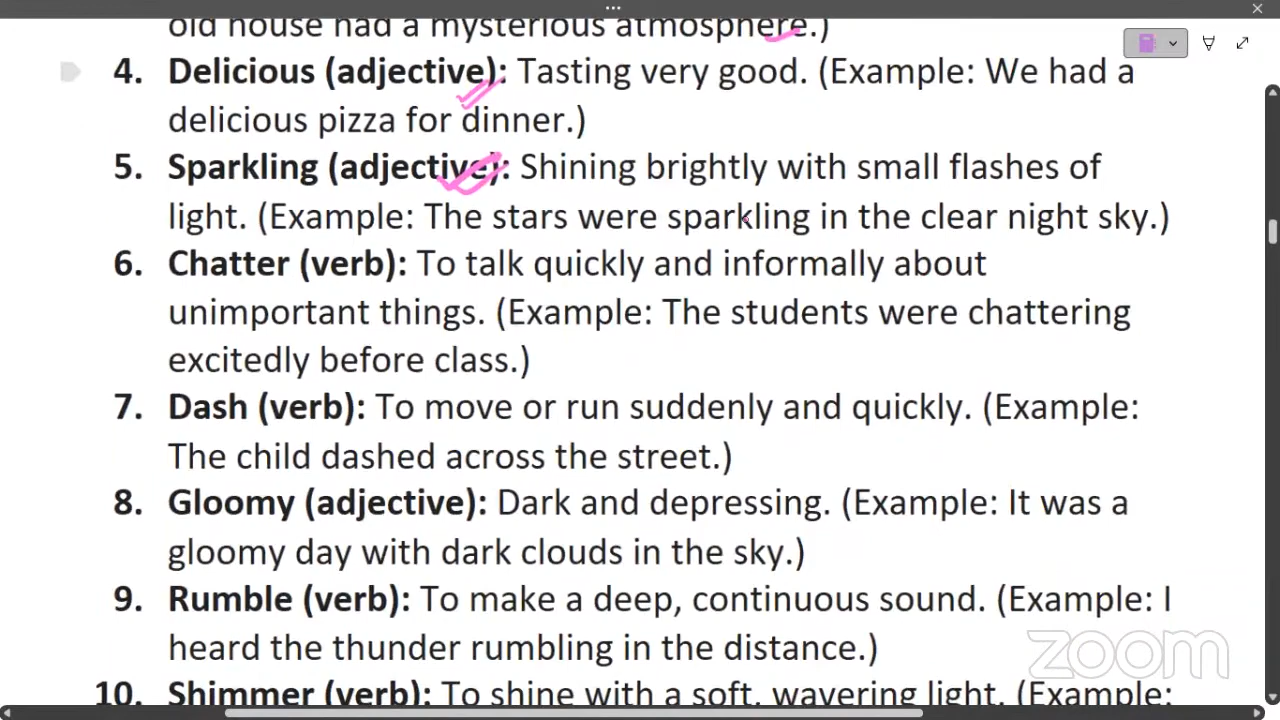 old house had a mysterious atmosphere.)
4. Delicious (adjective): Tasting very good. (Example: We had a
delicious pizza for dinner.)
5. Sparkling (adjective): Shining brightly with small flashes of
light. (Example: The stars were sparkling in the clear night sky.)
6. Chatter (verb): To talk quickly and informally about
unimportant things. (Example: The students were chattering
excitedly before class.)
7. Dash (verb): To move or run suddenly and quickly. (Example:
The child dashed across the street.)
8. Gloomy (adjective): Dark and depressing. (Example: It was a
gloomy day with dark clouds in the sky.)
9. Rumble (verb): To make a deep, continuous sound. (Example: I
heard the thunder rumbling in the distance.)
zoom
10. Shimmer (verb): To shine with a soft, wavering light. (Example: